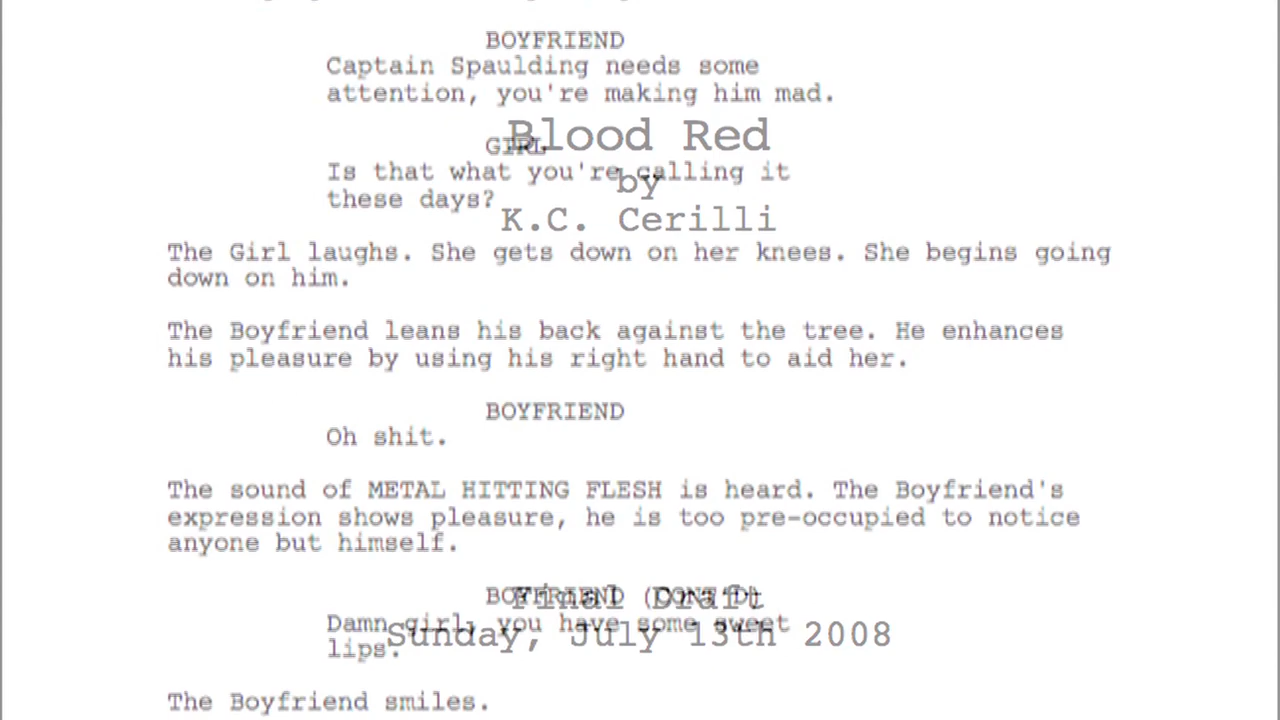 BOYFRIEND
Captain Spaulding needs some
attention, you're making him mad.
Blood Red
GIRL
Is that what you're calling it
by
these days?
K.C. Cerilli
The Girl laughs. She gets down on her knees. She begins going
down on him.
The Boyfriend leans his back against the tree. He enhances
his pleasure by using his right hand to aid her.
BOYFRIEND
Oh shit.
The sound of METAL HITTING FLESH is heard. The Boyfriend's
expression shows pleasure, he is too pre-occupied to notice
anyone but himself.
BOYFRIEND (CONT'D)
Final Draft
Damn girl, you have some sweet
Sunday, July 13th 2008
lips.
The Boyfriend smiles.